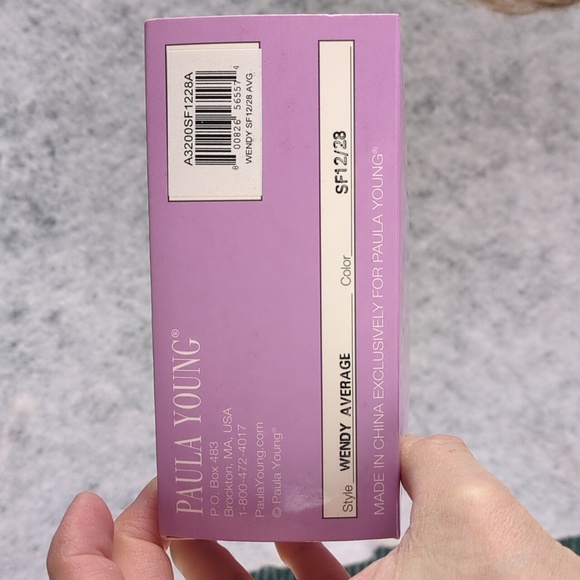 A3200SF1228A
8 00826 56557 4
WENDY SF12/28 AVG
PAULA YOUNG®
P.O. Box 483
Brockton, MA, USA
1-800-472-4017
PaulaYoung.com
© Paula Young®
Style WENDY AVERAGE Color SF12/28
MADE IN CHINA EXCLUSIVELY FOR PAULA YOUNG®